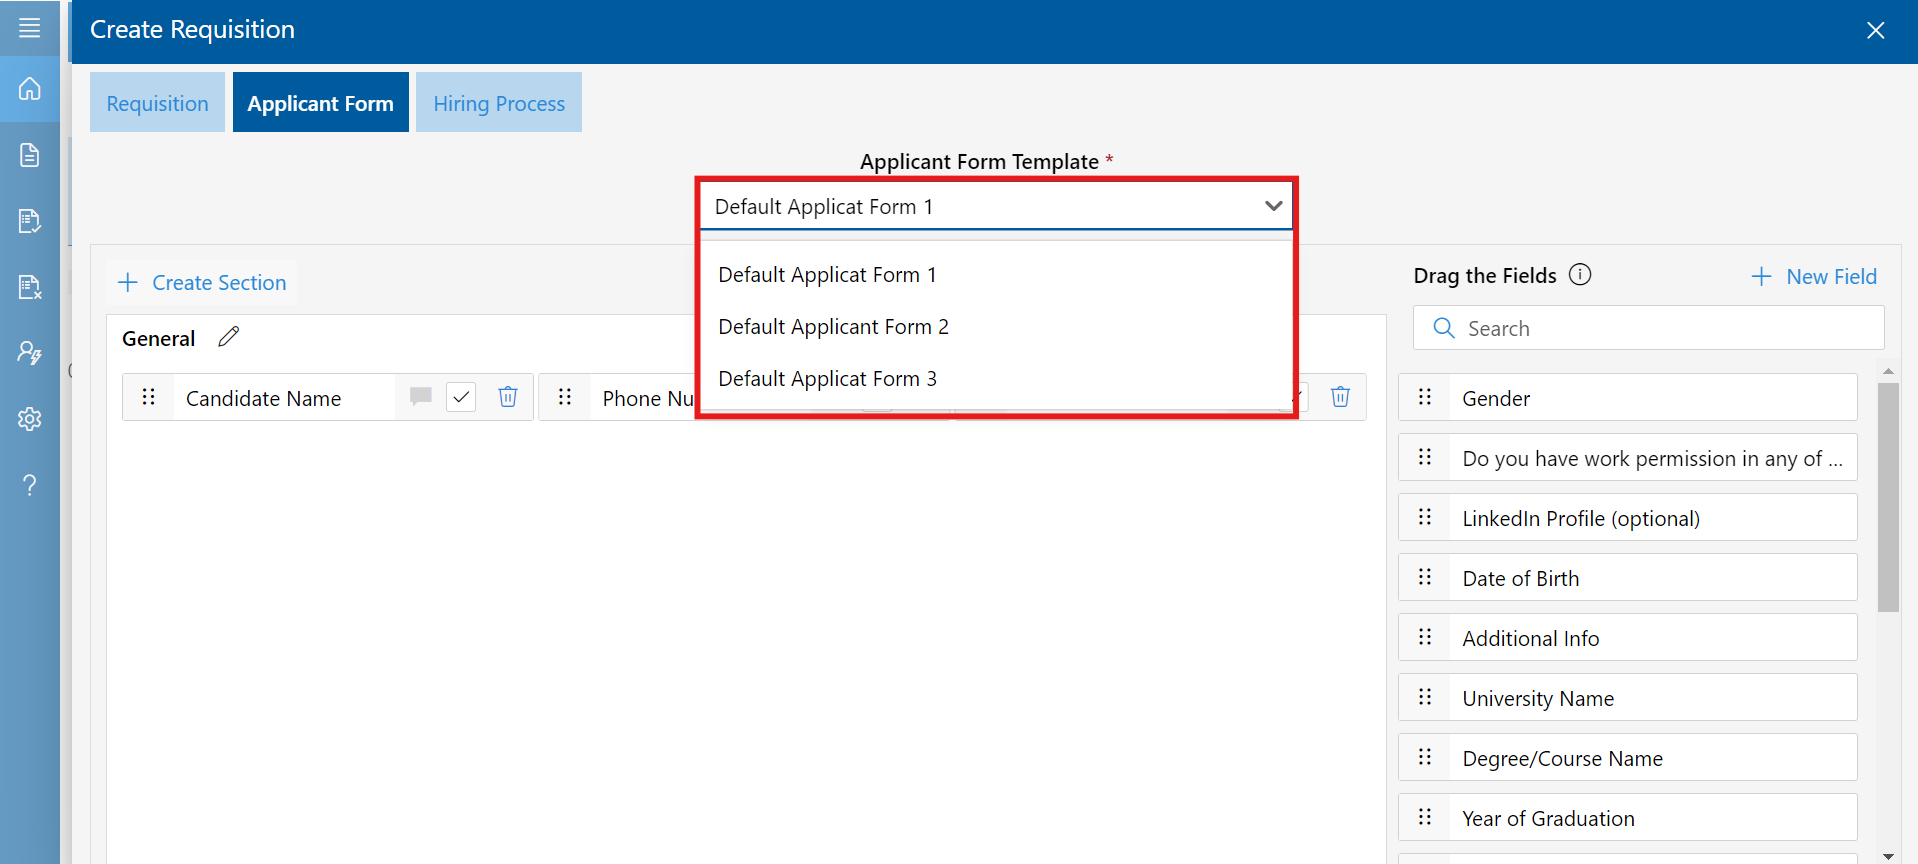 Create Requisition
Requisition
Applicant Form
Hiring Process
Applicant Form Template *
Default Applicat Form 1
Default Applicat Form 1
Default Applicant Form 2
Default Applicat Form 3
Create Section
General
Candidate Name
Phone Nu
Drag the Fields
New Field
Search
Gender
Do you have work permission in any of ...
LinkedIn Profile (optional)
Date of Birth
Additional Info
University Name
Degree/Course Name
Year of Graduation